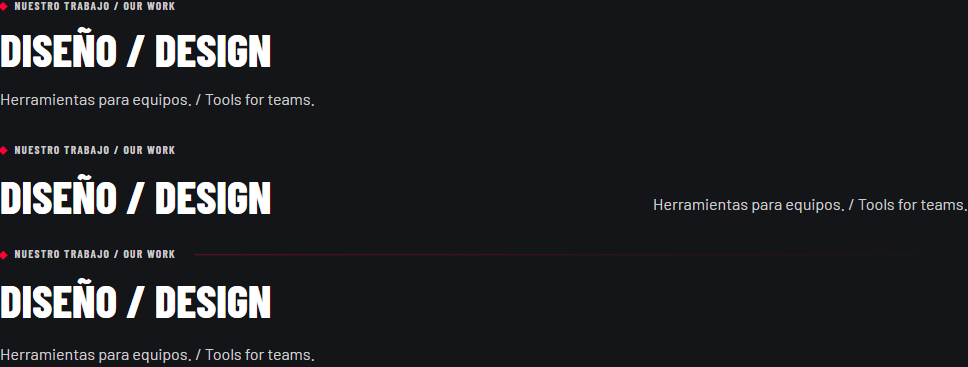 NUESTRO TRABAJO / OUR WORK
DISEÑO / DESIGN
Herramientas para equipos. / Tools for teams.
NUESTRO TRABAJO / OUR WORK
DISEÑO / DESIGN
Herramientas para equipos. / Tools for teams.
NUESTRO TRABAJO / OUR WORK
DISEÑO / DESIGN
Herramientas para equipos. / Tools for teams.